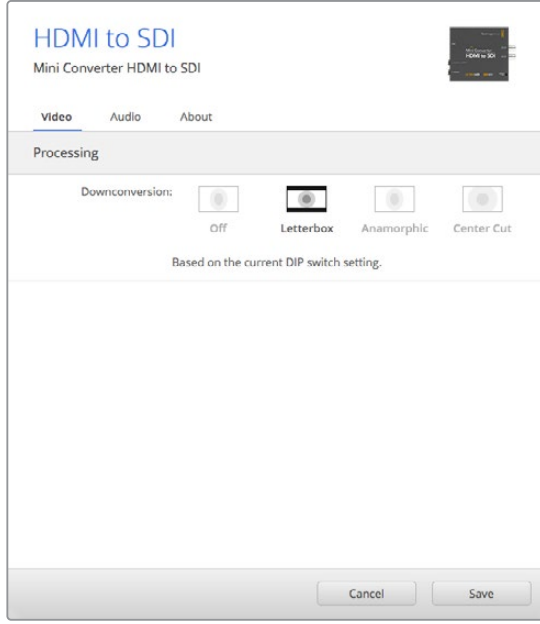 HDMI to SDI
Mini Converter HDMI to SDI
Video Audio About
Processing
Downconversion:
Off Letterbox Anamorphic Center Cut
Based on the current DIP switch setting.
Cancel Save